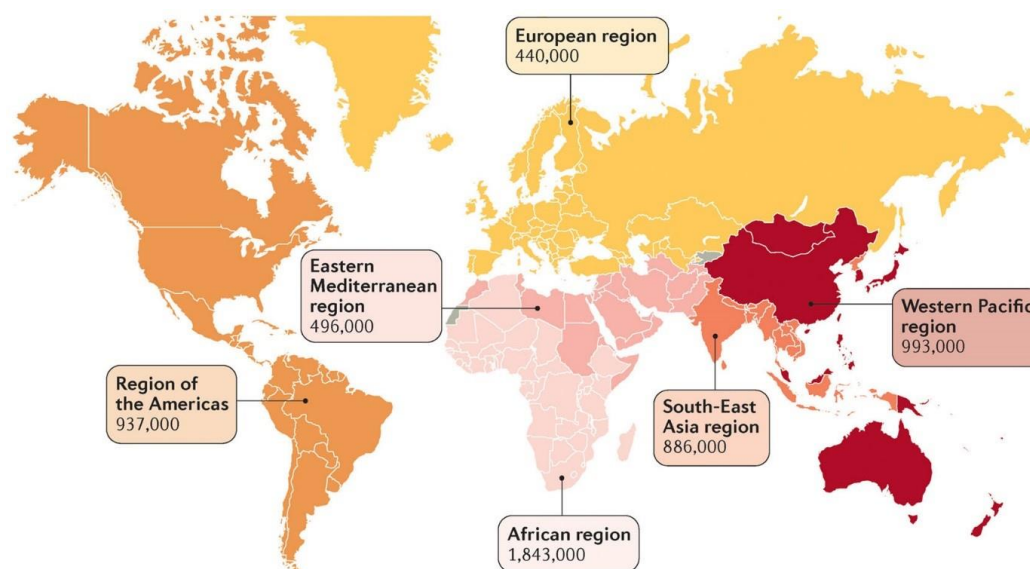 European region
440,000
Eastern
Mediterranean
region
496,000
Western Pacific
region
993,000
Region of
the Americas
937,000
South-East
Asia region
886,000
African region
1,843,000